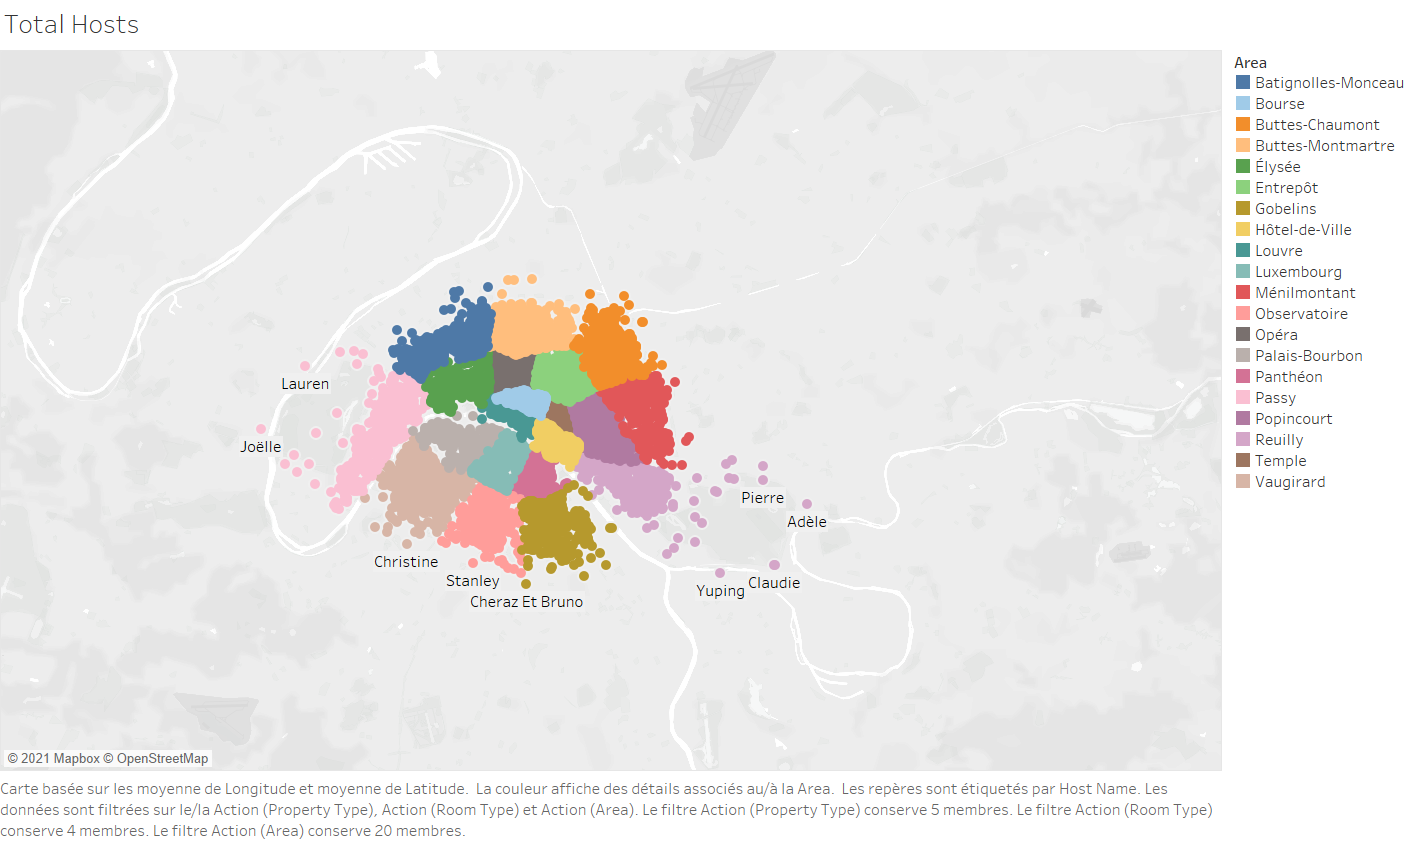 Total Hosts
Area
Batignolles-Monceau
Bourse
Buttes-Chaumont
Buttes-Montmartre
Élysée
Entrepôt
Gobelins
Hôtel-de-Ville
Louvre
Luxembourg
Ménilmontant
Observatoire
Opéra
Palais-Bourbon
Panthéon
Passy
Popincourt
Reuilly
Temple
Vaugirard
Lauren
Joëlle
Pierre
Adèle
Christine
Stanley
Claudie
Yuping
Cheraz Et Bruno
© 2021 Mapbox © OpenStreetMap
Carte basée sur les moyenne de Longitude et moyenne de Latitude.  La couleur affiche des détails associés au/à la Area.  Les repères sont étiquetés par Host Name. Les
données sont filtrées sur le/la Action (Property Type), Action (Room Type) et Action (Area). Le filtre Action (Property Type) conserve 5 membres. Le filtre Action (Room Type)
conserve 4 membres. Le filtre Action (Area) conserve 20 membres.